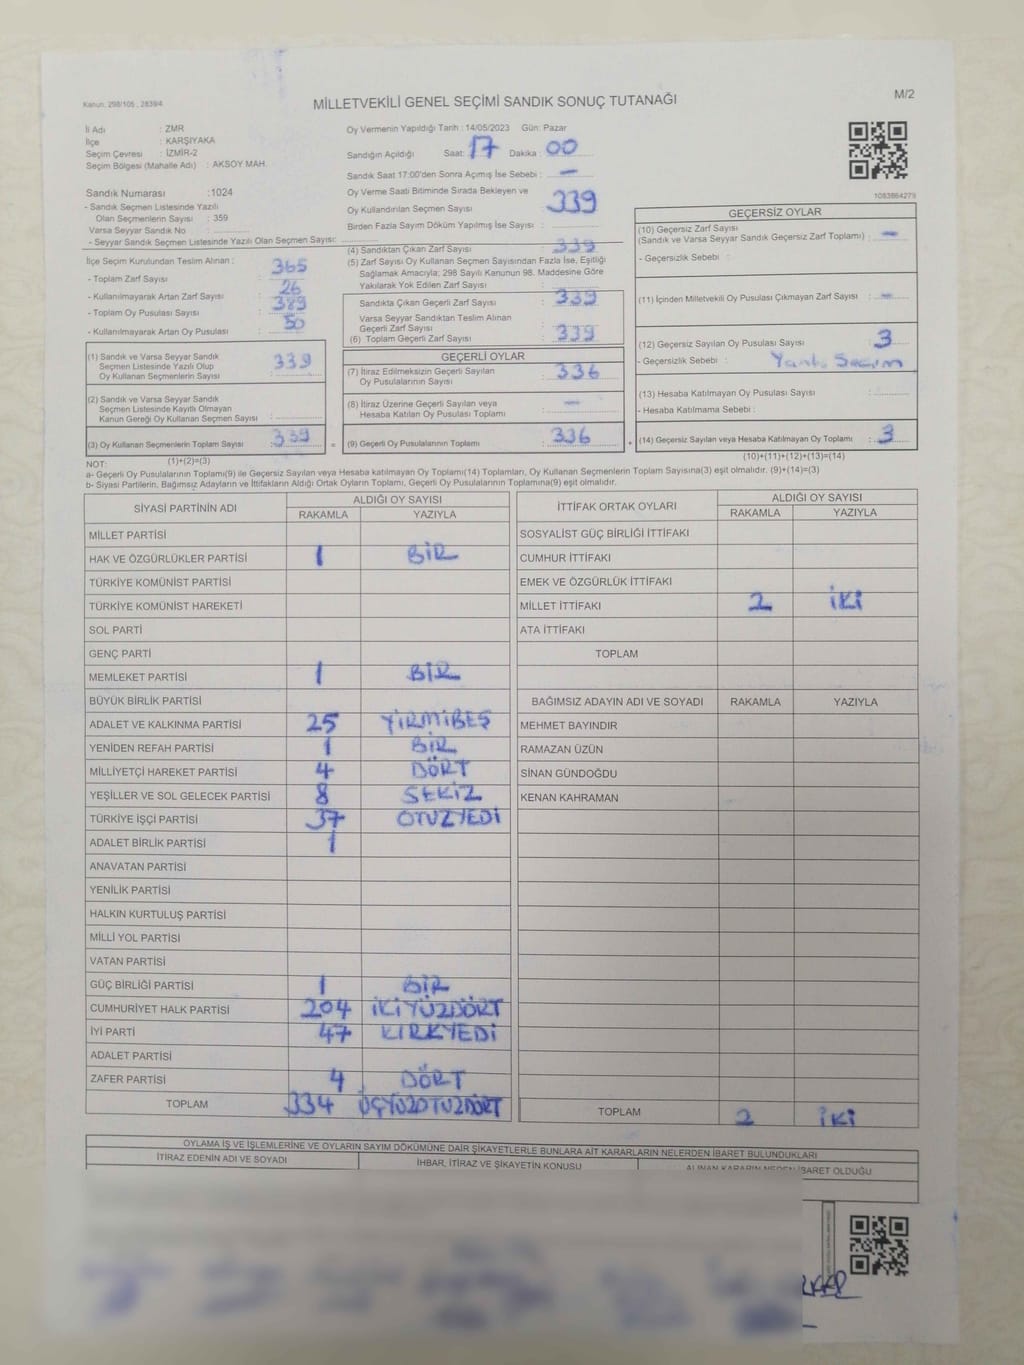 Kanun: 298/105 , 2839/4
MİLLETVEKİLİ GENEL SEÇİMİ SANDIK SONUÇ TUTANAĞI
M/2
İl Adı : ZMR
İlçe : KARŞIYAKA
Seçim Çevresi : İZMİR-2
Seçim Bölgesi (Mahalle Adı) : AKSOY MAH.
Sandık Numarası :1024
- Sandık Seçmen Listesinde Yazılı
Olan Seçmenlerin Sayısı : 359
Varsa Seyyar Sandık No :
- Seyyar Sandık Seçmen Listesinde Yazılı Olan Seçmen Sayısı:
Oy Vermenin Yapıldığı Tarih : 14/05/2023 Gün: Pazar
Sandığın Açıldığı Saat: 17 Dakika : 00
Sandık Saat 17:00'den Sonra Açımış İse Sebebi : -
Oy Verme Saati Bitiminde Sırada Bekleyen ve
Oy Kullandırılan Seçmen Sayısı : 339
Birden Fazla Sayım Döküm Yapılmış İse Sayısı :
1083864279
İlçe Seçim Kurulundan Teslim Alınan :
- Toplam Zarf Sayısı : 365
- Kullanılmayarak Artan Zarf Sayısı : 26
- Toplam Oy Pusulası Sayısı : 389
- Kullanılmayarak Artan Oy Pusulası : 50
(1) Sandık ve Varsa Seyyar Sandık
Seçmen Listesinde Yazılı Olup
Oy Kullanan Seçmenlerin Sayısı : 339
(2) Sandık ve Varsa Seyyar Sandık
Seçmen Listesinde Kayıtlı Olmayan
Kanun Gereği Oy Kullanan Seçmen Sayısı :
(3) Oy Kullanan Seçmenlerin Toplam Sayısı : 339 =
(1)+(2)=(3)
(4) Sandıktan Çıkan Zarf Sayısı : 339
(5) Zarf Sayısı Oy Kullanan Seçmen Sayısından Fazla İse, Eşitliği
Sağlamak Amacıyla; 298 Sayılı Kanunun 98. Maddesine Göre
Yakılarak Yok Edilen Zarf Sayısı :
Sandıkta Çıkan Geçerli Zarf Sayısı : 339
Varsa Seyyar Sandıktan Teslim Alınan
Geçerli Zarf Sayısı :
(6) Toplam Geçerli Zarf Sayısı : 339
GEÇERLİ OYLAR
(7) İtiraz Edilmeksizin Geçerli Sayılan
Oy Pusulalarının Sayısı : 336
(8) İtiraz Üzerine Geçerli Sayılan veya
Hesaba Katılan Oy Pusulası Toplamı : -
(9) Geçerli Oy Pusulalarının Toplamı : 336 +
GEÇERSİZ OYLAR
(10) Geçersiz Zarf Sayısı
(Sandık ve Varsa Seyyar Sandık Geçersiz Zarf Toplamı) : -
- Geçersizlik Sebebi :
(11) İçinden Milletvekili Oy Pusulası Çıkmayan Zarf Sayısı : -
(12) Geçersiz Sayılan Oy Pusulası Sayısı : 3
- Geçersizlik Sebebi : Yanlış Seçim
(13) Hesaba Katılmayan Oy Pusulası Sayısı :
- Hesaba Katılmama Sebebi :
(14) Geçersiz Sayılan veya Hesaba Katılmayan Oy Toplamı : 3
(10)+(11)+(12)+(13)=(14)
NOT:
a- Geçerli Oy Pusulalarının Toplamı(9) ile Geçersiz Sayılan veya Hesaba katılmayan Oy Toplamı(14) Toplamları, Oy Kullanan Seçmenlerin Toplam Sayısına(3) eşit olmalıdır. (9)+(14)=(3)
b- Siyasi Partilerin, Bağımsız Adayların ve İttifakların Aldığı Ortak Oyların Toplamı, Geçerli Oy Pusulalarının Toplamına(9) eşit olmalıdır.
SİYASİ PARTİNİN ADI ALDIĞI OY SAYISI
RAKAMLA YAZIYLA
MİLLET PARTİSİ
HAK VE ÖZGÜRLÜKLER PARTİSİ 1 BİR
TÜRKİYE KOMÜNİST PARTİSİ
TÜRKİYE KOMÜNİST HAREKETİ
SOL PARTİ
GENÇ PARTİ
MEMLEKET PARTİSİ 1 BİR
BÜYÜK BİRLİK PARTİSİ
ADALET VE KALKINMA PARTİSİ 25 YİRMİBEŞ
YENİDEN REFAH PARTİSİ 1 BİR
MİLLİYETÇİ HAREKET PARTİSİ 4 DÖRT
YEŞİLLER VE SOL GELECEK PARTİSİ 8 SEKİZ
TÜRKİYE İŞÇİ PARTİSİ 37 OTUZYEDİ
ADALET BİRLİK PARTİSİ 1
ANAVATAN PARTİSİ
YENİLİK PARTİSİ
HALKIN KURTULUŞ PARTİSİ
MİLLİ YOL PARTİSİ
VATAN PARTİSİ
GÜÇ BİRLİĞİ PARTİSİ 1 BİR
CUMHURİYET HALK PARTİSİ 204 İKİYÜZDÖRT
İYİ PARTİ 47 KIRKYEDİ
ADALET PARTİSİ
ZAFER PARTİSİ 4 DÖRT
TOPLAM 334 ÜÇYÜZOTUZDÖRT
İTTİFAK ORTAK OYLARI ALDIĞI OY SAYISI
RAKAMLA YAZIYLA
SOSYALİST GÜÇ BİRLİĞİ İTTİFAKI
CUMHUR İTTİFAKI
EMEK VE ÖZGÜRLÜK İTTİFAKI
MİLLET İTTİFAKI 2 İKİ
ATA İTTİFAKI
TOPLAM
BAĞIMSIZ ADAYIN ADI VE SOYADI RAKAMLA YAZIYLA
MEHMET BAYINDIR
RAMAZAN ÜZÜN
SİNAN GÜNDOĞDU
KENAN KAHRAMAN
TOPLAM 2 İKİ
OYLAMA İŞ VE İŞLEMLERİNE VE OYLARIN SAYIM DÖKÜMÜNE DAİR ŞİKAYETLERLE BUNLARA AİT KARARLARIN NELERDEN İBARET BULUNDUKLARI
İTİRAZ EDENİN ADI VE SOYADI İHBAR, İTİRAZ VE ŞİKAYETİN KONUSU ALINAN KARARIN NEDEN İBARET OLDUĞU